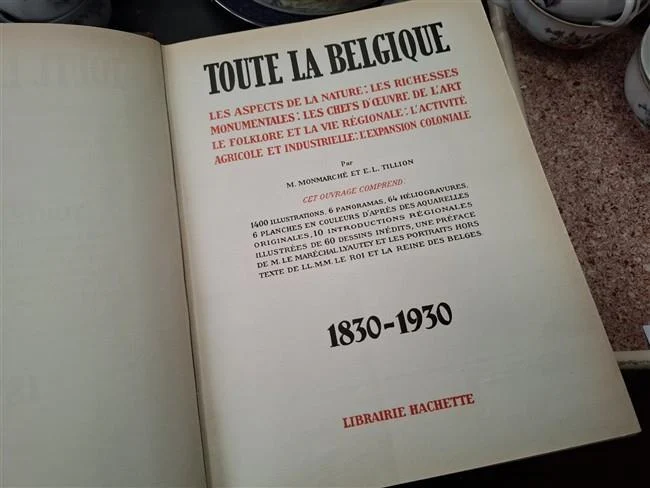 TOUTE LA BELGIQUE
LES ASPECTS DE LA NATURE: LES RICHESSES
MONUMENTALES: LES CHEFS D'ŒUVRE DE L'ART
LE FOLKLORE ET LA VIE RÉGIONALE: L'ACTIVITÉ
AGRICOLE ET INDUSTRIELLE: L'EXPANSION COLONIALE
Par
M. MONMARCHÉ ET E.L. TILLION
CET OUVRAGE COMPREND.
1400 ILLUSTRATIONS, 6 PANORAMAS, 64 HÉLIOGRAVURES,
6 PLANCHES EN COULEURS D'APRÈS DES AQUARELLES
ORIGINALES, 10 INTRODUCTIONS RÉGIONALES
ILLUSTRÉES DE 60 DESSINS INÉDITS, UNE PRÉFACE
DE M. LE MARÉCHAL LYAUTEY ET LES PORTRAITS HORS
TEXTE DE LL.MM. LE ROI ET LA REINE DES BELGES.
1830-1930
LIBRAIRIE HACHETTE